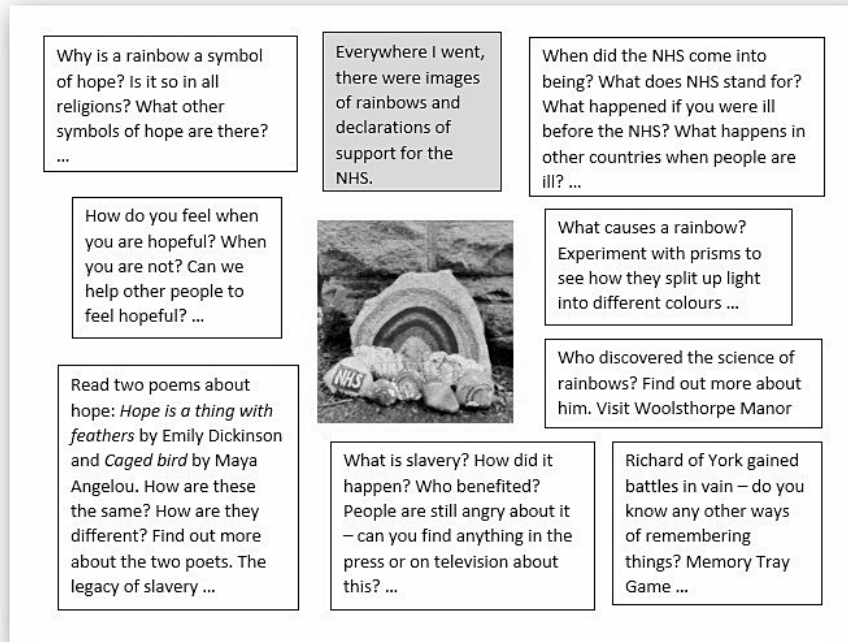 Why is a rainbow a symbol
of hope? Is it so in all
religions? What other
symbols of hope are there?
...
Everywhere I went,
there were images
of rainbows and
declarations of
support for the
NHS.
When did the NHS come into
being? What does NHS stand for?
What happened if you were ill
before the NHS? What happens in
other countries when people are
ill? ...
How do you feel when
you are hopeful? When
you are not? Can we
help other people to
feel hopeful? ...
NHS
What causes a rainbow?
Experiment with prisms to
see how they split up light
into different colours ...
Who discovered the science of
rainbows? Find out more about
him. Visit Woolsthorpe Manor
Read two poems about
hope: Hope is a thing with
feathers by Emily Dickinson
and Caged bird by Maya
Angelou. How are these
the same? How are they
different? Find out more
about the two poets. The
legacy of slavery ...
What is slavery? How did it
happen? Who benefited?
People are still angry about it
– can you find anything in the
press or on television about
this? ...
Richard of York gained
battles in vain – do you
know any other ways
of remembering
things? Memory Tray
Game ...